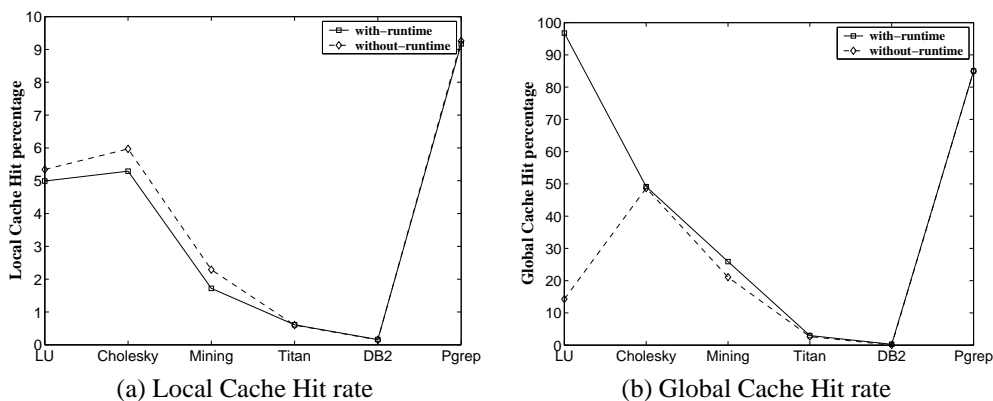 10
9
8
7
6
5
4
3
2
1
0
Local Cache Hit percentage
with-runtime
without-runtime
LU Cholesky Mining Titan DB2 Pgrep
(a) Local Cache Hit rate
100
90
80
70
60
50
40
30
20
10
0
Global Cache Hit percentage
with-runtime
without-runtime
LU Cholesky Mining Titan DB2 Pgrep
(b) Global Cache Hit rate